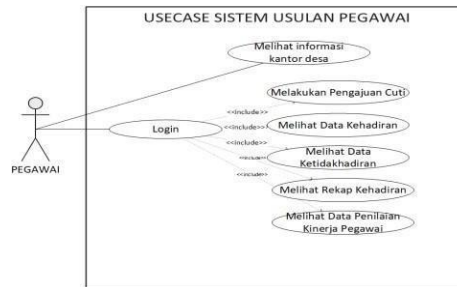 USECASE SISTEM USULAN PEGAWAI
Melihat informasi
kantor desa
Melakukan Pengajuan Cuti
<<include>>
Melihat Data Kehadiran
<<include>>
Login
<<include>>
Melihat Data
Ketidakhadiran
<<include>>
PEGAWAI
<<include>>
Melihat Rekap Kehadiran
Melihat Data Penilaian
Kinerja Pegawai